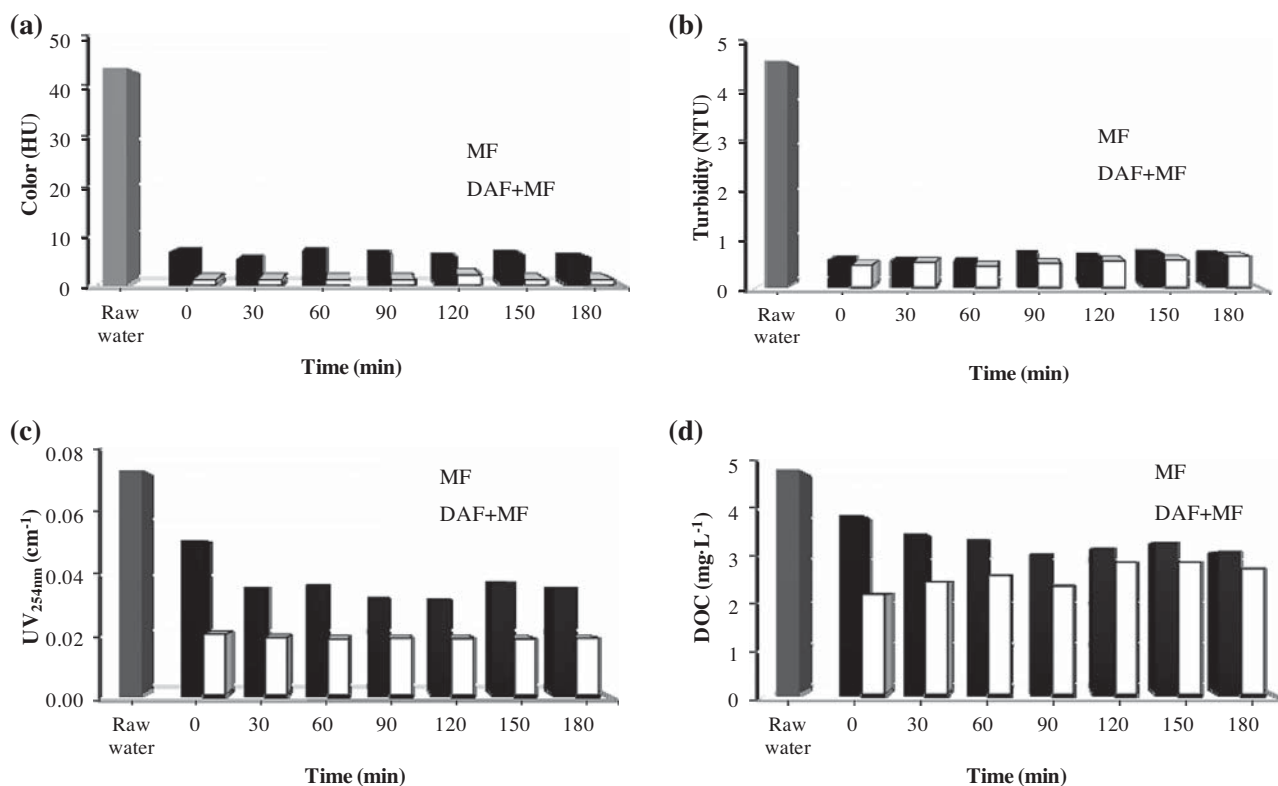 (a)
50
40
30
20
10
0
Color (HU)
MF
DAF+MF
Raw water
0 30 60 90 120 150 180
Time (min)
(b)
5
4
3
2
1
0
Turbidity (NTU)
MF
DAF+MF
Raw water
0 30 60 90 120 150 180
Time (min)
(c)
0.08
0.06
0.04
0.02
0.00
UV254nm (cm-1)
MF
DAF+MF
Raw water
0 30 60 90 120 150 180
Time (min)
(d)
5
4
3
2
1
0
DOC (mg·L-1)
MF
DAF+MF
Raw water
0 30 60 90 120 150 180
Time (min)